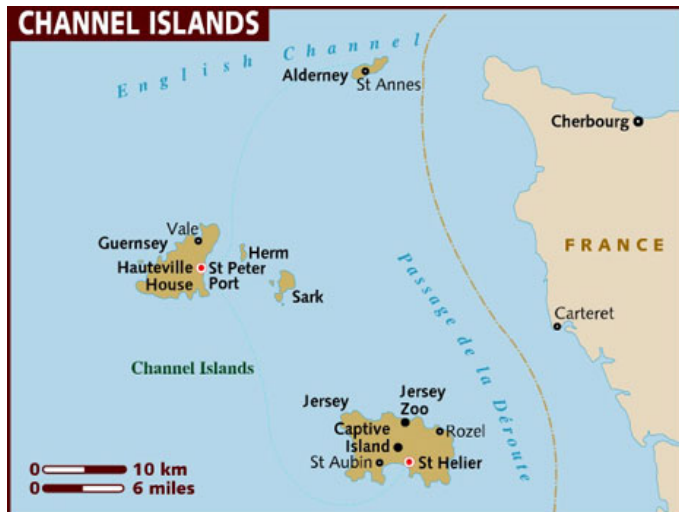 CHANNEL ISLANDS
English Channel
Alderney
St Annes
Cherbourg
FRANCE
Vale
Guernsey
Herm
Hauteville
House
St Peter
Port
Sark
Passage de la Déroute
Carteret
Channel Islands
Jersey
Jersey
Zoo
Captive
Island
Rozel
St Aubin
St Helier
0 10 km
0 6 miles